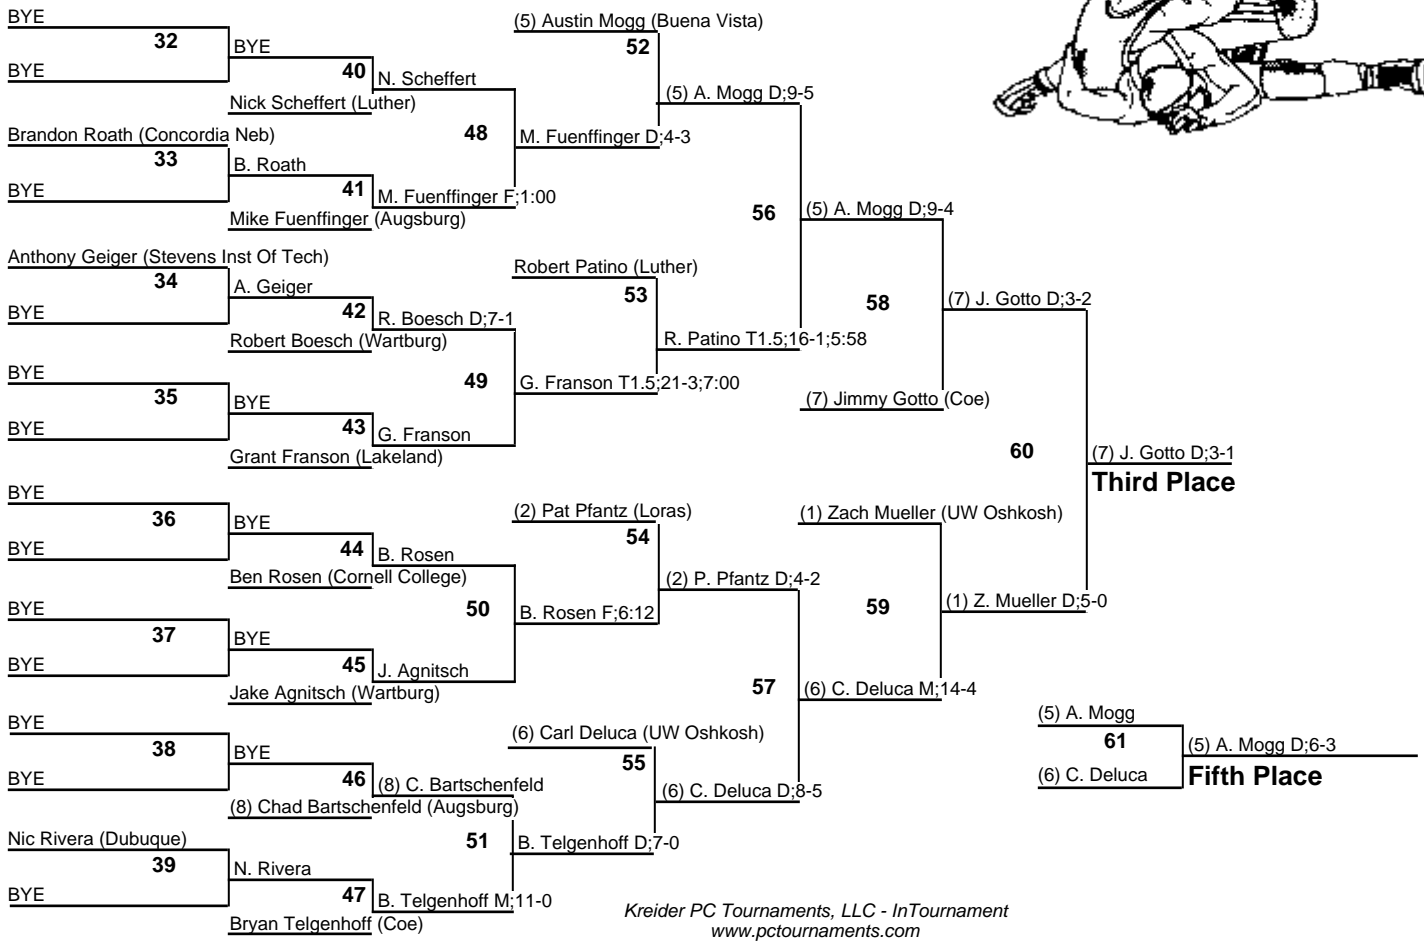 BYE
32
BYE
BYE
40
N. Scheffert
Nick Scheffert (Luther)
48
Brandon Roath (Concordia Neb)
33
B. Roath
BYE
41
M. Fuenffinger F;1:00
Mike Fuenffinger (Augsburg)
M. Fuenffinger D;4-3
(5) Austin Mogg (Buena Vista)
52
(5) A. Mogg D;9-5
56
(5) A. Mogg D;9-4
Anthony Geiger (Stevens Inst Of Tech)
34
A. Geiger
BYE
42
R. Boesch D;7-1
Robert Boesch (Wartburg)
49
BYE
35
BYE
BYE
43
G. Franson
Grant Franson (Lakeland)
G. Franson T1.5;21-3;7:00
Robert Patino (Luther)
53
R. Patino T1.5;16-1;5:58
58
(7) J. Gotto D;3-2
(7) Jimmy Gotto (Coe)
60
(7) J. Gotto D;3-1
Third Place
BYE
36
BYE
BYE
44
B. Rosen
Ben Rosen (Cornell College)
50
BYE
37
BYE
BYE
45
J. Agnitsch
Jake Agnitsch (Wartburg)
B. Rosen F;6:12
(2) Pat Pfantz (Loras)
54
(2) P. Pfantz D;4-2
57
(6) C. Deluca M;14-4
(1) Zach Mueller (UW Oshkosh)
59
(1) Z. Mueller D;5-0
BYE
38
BYE
BYE
46
(8) C. Bartschenfeld
(8) Chad Bartschenfeld (Augsburg)
51
Nic Rivera (Dubuque)
39
N. Rivera
BYE
47
B. Telgenhoff M;11-0
Bryan Telgenhoff (Coe)
B. Telgenhoff D;7-0
(6) Carl Deluca (UW Oshkosh)
55
(6) C. Deluca D;8-5
(5) A. Mogg
61
(5) A. Mogg D;6-3
(6) C. Deluca
Fifth Place
Kreider PC Tournaments, LLC - InTournament
www.pctournaments.com